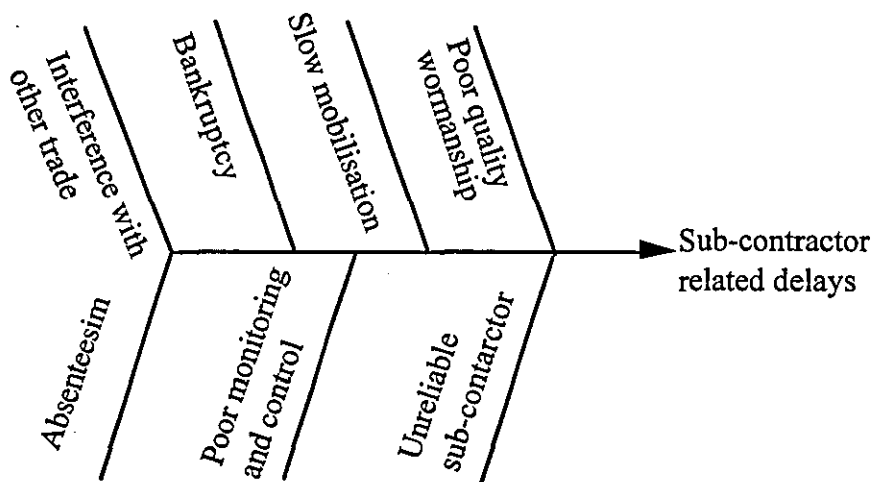 Interference with
other trade
Bankruptcy
Slow mobilisation
Poor quality
wormanship
Sub-contractor
related delays
Absenteesim
Poor monitoring
and control
Unreliable
sub-contarctor